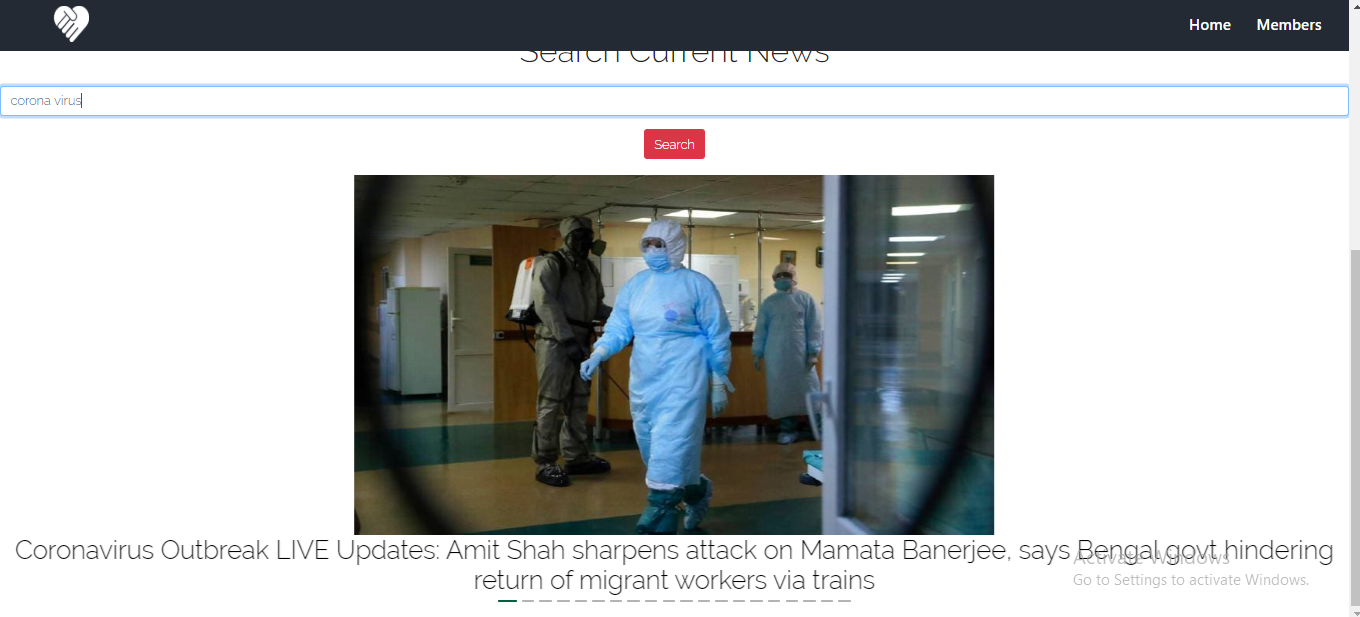 Home Members
Search Current News
corona virus
Search
Coronavirus Outbreak LIVE Updates: Amit Shah sharpens attack on Mamata Banerjee, says Bengal govt hindering
return of migrant workers via trains
Activate Windows
Go to Settings to activate Windows.